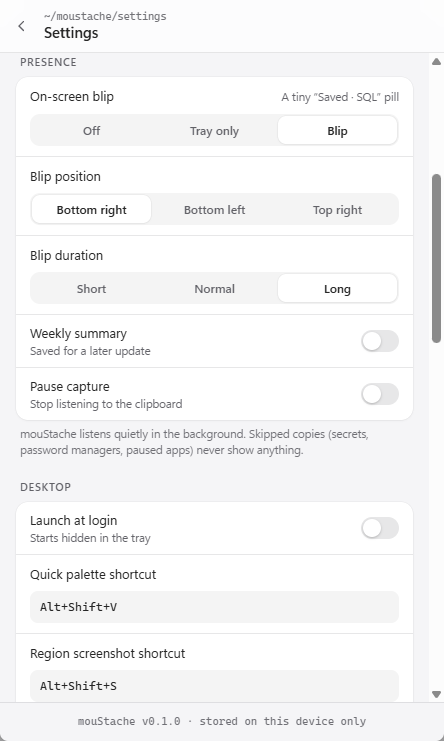 ~/moustache/settings
Settings
PRESENCE
On-screen blip
A tiny “Saved · SQL” pill
Off
Tray only
Blip
Blip position
Bottom right
Bottom left
Top right
Blip duration
Short
Normal
Long
Weekly summary
Saved for a later update
Pause capture
Stop listening to the clipboard
mouStache listens quietly in the background. Skipped copies (secrets,
password managers, paused apps) never show anything.
DESKTOP
Launch at login
Starts hidden in the tray
Quick palette shortcut
Alt+Shift+V
Region screenshot shortcut
Alt+Shift+S
mouStache v0.1.0 · stored on this device only